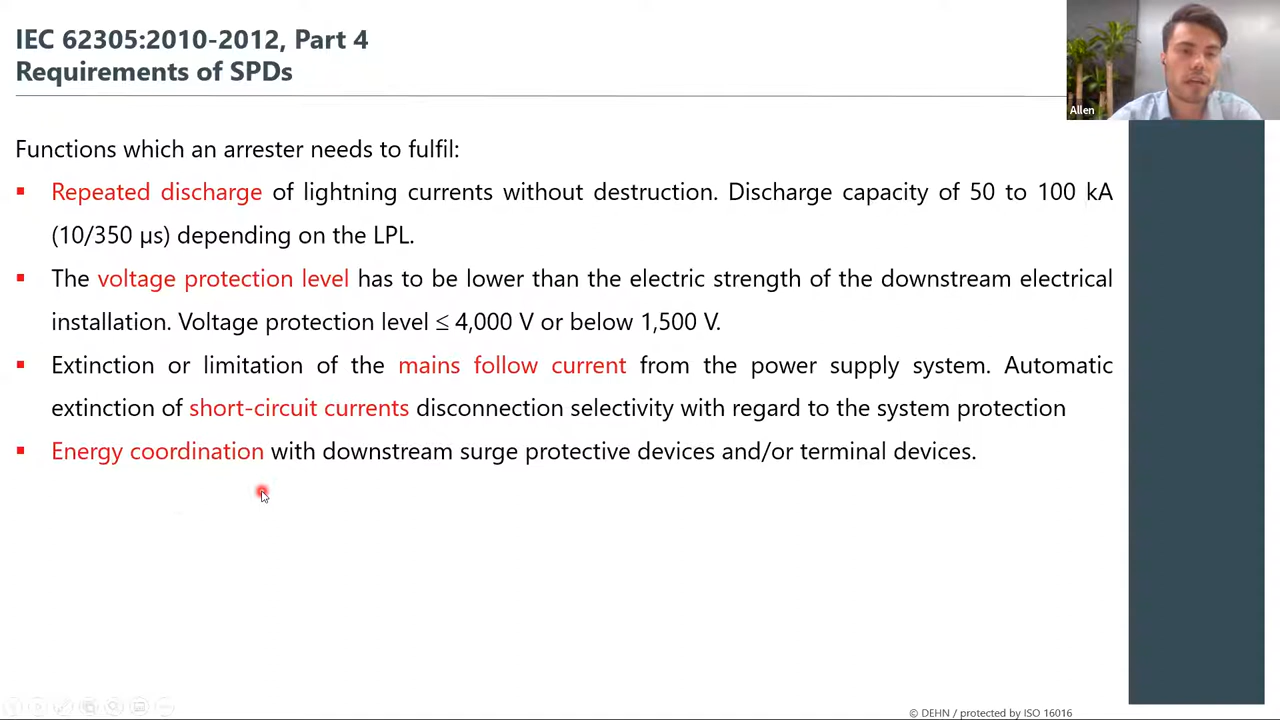 IEC 62305:2010-2012, Part 4
Requirements of SPDs
Allen
Functions which an arrester needs to fulfil:
▪ Repeated discharge of lightning currents without destruction. Discharge capacity of 50 to 100 kA
(10/350 µs) depending on the LPL.
▪ The voltage protection level has to be lower than the electric strength of the downstream electrical
installation. Voltage protection level ≤ 4,000 V or below 1,500 V.
▪ Extinction or limitation of the mains follow current from the power supply system. Automatic
extinction of short-circuit currents disconnection selectivity with regard to the system protection
▪ Energy coordination with downstream surge protective devices and/or terminal devices.
© DEHN / protected by ISO 16016